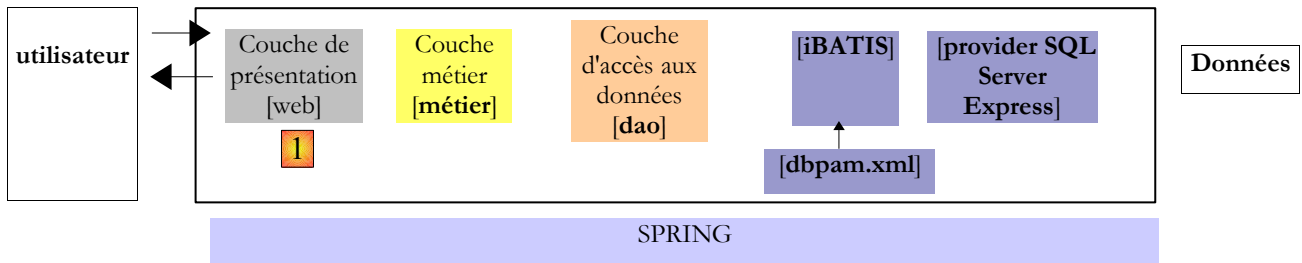 utilisateur
Couche de
présentation
[web]
1
Couche
métier
[métier]
Couche
d'accès aux
données
[dao]
[iBATIS]
[dbpam.xml]
[provider SQL
Server
Express]
Données
SPRING